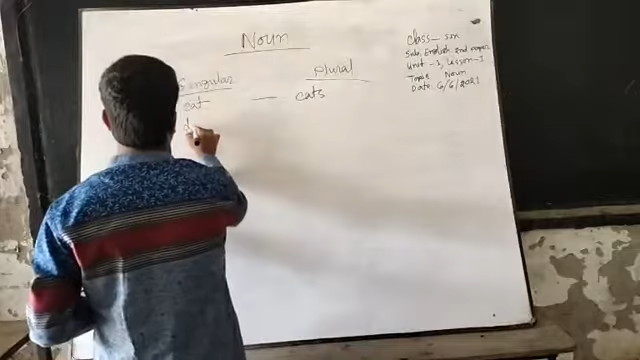 Noun
class - six
Sub: English 2nd paper
Unit - 1, Lesson - 3
Topic Noun
Date: 6/6/2021
Singular Plural
cat — cats